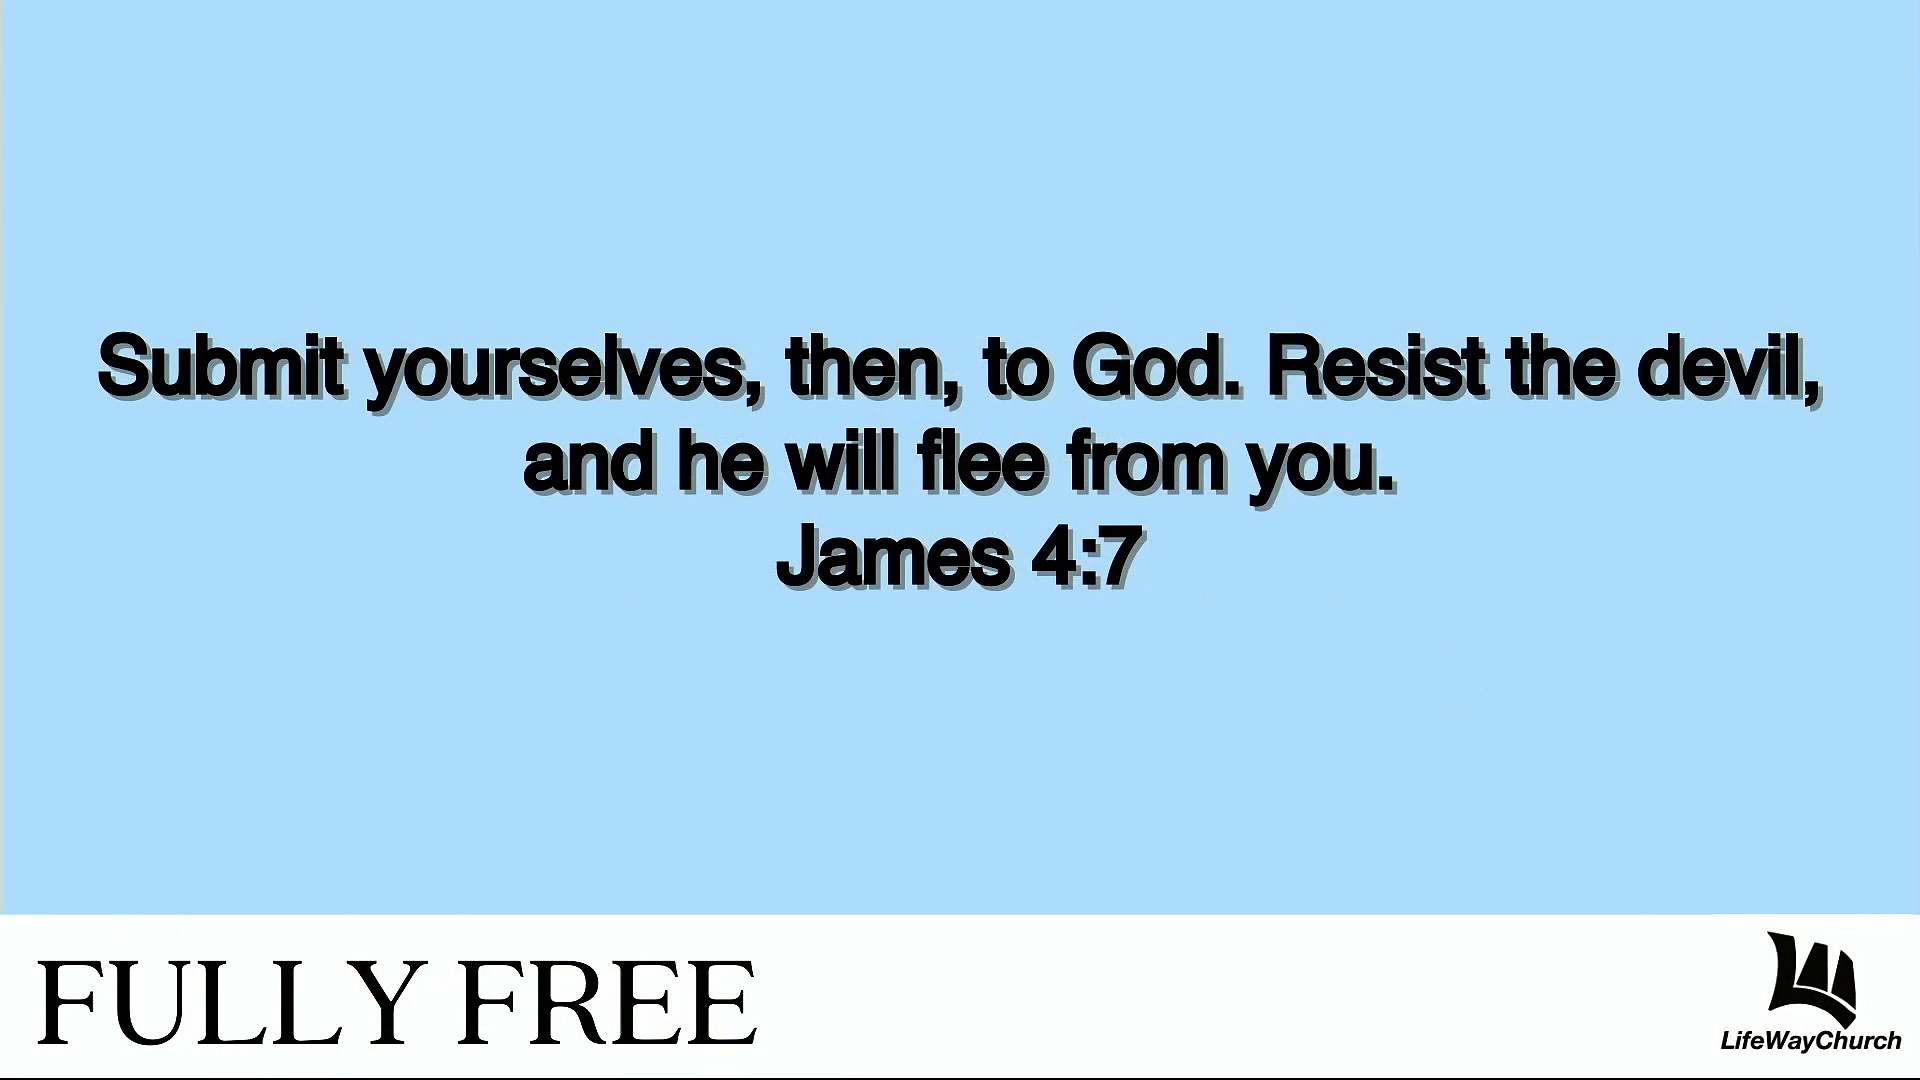 Submit yourselves, then, to God. Resist the devil,
and he will flee from you.
James 4:7
FULLY FREE
LifeWayChurch